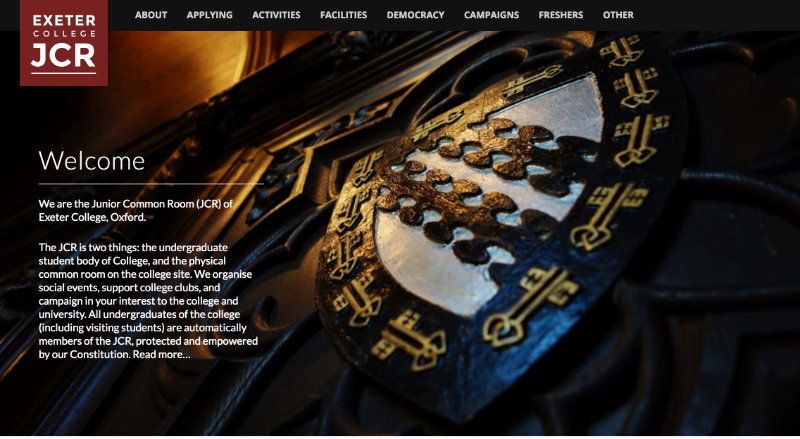 EXETER
COLLEGE
JCR
ABOUT APPLYING ACTIVITIES FACILITIES DEMOCRACY CAMPAIGNS FRESHERS OTHER
Welcome
We are the Junior Common Room (JCR) of
Exeter College, Oxford.
The JCR is two things: the undergraduate
student body of College, and the physical
common room on the college site. We organise
social events, support college clubs, and
campaign in your interest to the college and
university. All undergraduates of the college
(including visiting students) are automatically
members of the JCR, protected and empowered
by our Constitution. Read more...